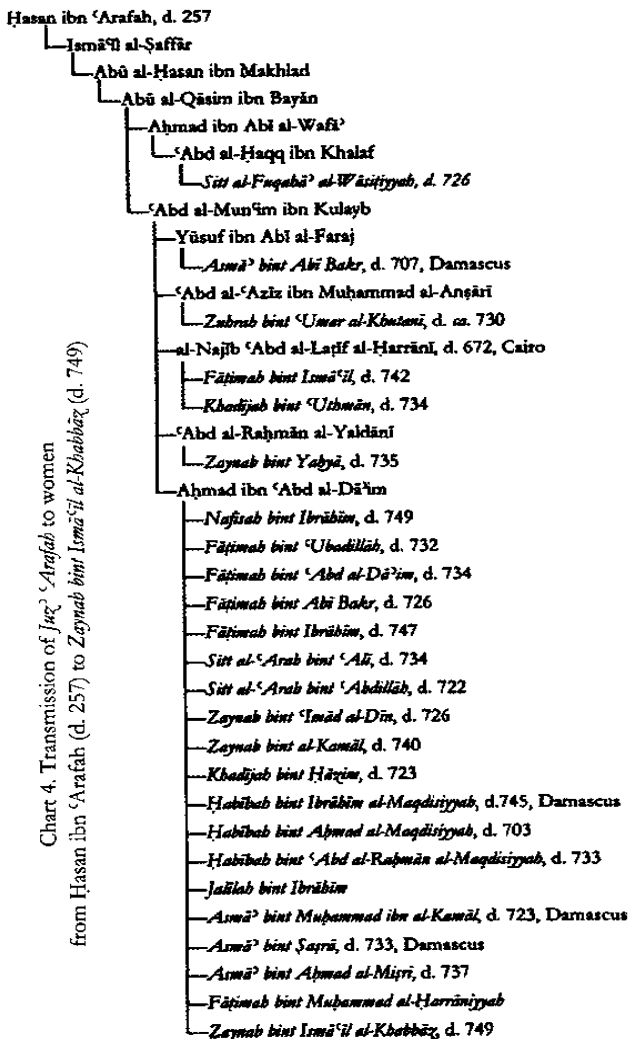 Ḥasan ibn ʿArafah, d. 257
Ismāʿīl al-Ṣaffār
Abū al-Ḥasan ibn Makhlad
Abū al-Qāsim ibn Bayān
Aḥmad ibn Abī al-Wafāʾ
ʿAbd al-Ḥaqq ibn Khalaf
Sitt al-Fuqahāʾ al-Wāsiṭiyyah, d. 726
ʿAbd al-Munʿim ibn Kulayb
Yūsuf ibn Abī al-Faraj
Asmāʾ bint Abī Bakr, d. 707, Damascus
ʿAbd al-ʿAzīz ibn Muḥammad al-Anṣārī
Zuhrah bint ʿUmar al-Khutanī, d. ca. 730
al-Najīb ʿAbd al-Laṭīf al-Ḥarrānī, d. 672, Cairo
Fāṭimah bint Ismāʿīl, d. 742
Khadījah bint ʿUthmān, d. 734
ʿAbd al-Raḥmān al-Yaldānī
Zaynab bint Yaḥyā, d. 735
Aḥmad ibn ʿAbd al-Dāʾim
Nafīsah bint Ibrāhīm, d. 749
Fāṭimah bint ʿUbadillāh, d. 732
Fāṭimah bint ʿAbd al-Dāʾim, d. 734
Fāṭimah bint Abī Bakr, d. 726
Fāṭimah bint Ibrāhīm, d. 747
Sitt al-ʿArab bint ʿAlī, d. 734
Sitt al-ʿArab bint ʿAbdillāh, d. 722
Zaynab bint ʿImād al-Dīn, d. 726
Zaynab bint al-Kamāl, d. 740
Khadījah bint Ḥāzim, d. 723
Ḥabībah bint Ibrāhīm al-Maqdisiyyah, d.745, Damascus
Ḥabībah bint Aḥmad al-Maqdisiyyah, d. 703
Ḥabībah bint ʿAbd al-Raḥmān al-Maqdisiyyah, d. 733
Jalīlah bint Ibrāhīm
Asmāʾ bint Muḥammad ibn al-Kamāl, d. 723, Damascus
Asmāʾ bint Ṣaṣrā, d. 733, Damascus
Asmāʾ bint Aḥmad al-Miṣrī, d. 737
Fāṭimah bint Muḥammad al-Ḥarrāniyyah
Zaynab bint Ismāʿīl al-Khabbāz, d. 749
Chart 4. Transmission of Juzʾ ʿArafah to women
from Ḥasan ibn ʿArafah (d. 257) to Zaynab bint Ismāʿīl al-Khabbāz (d. 749)